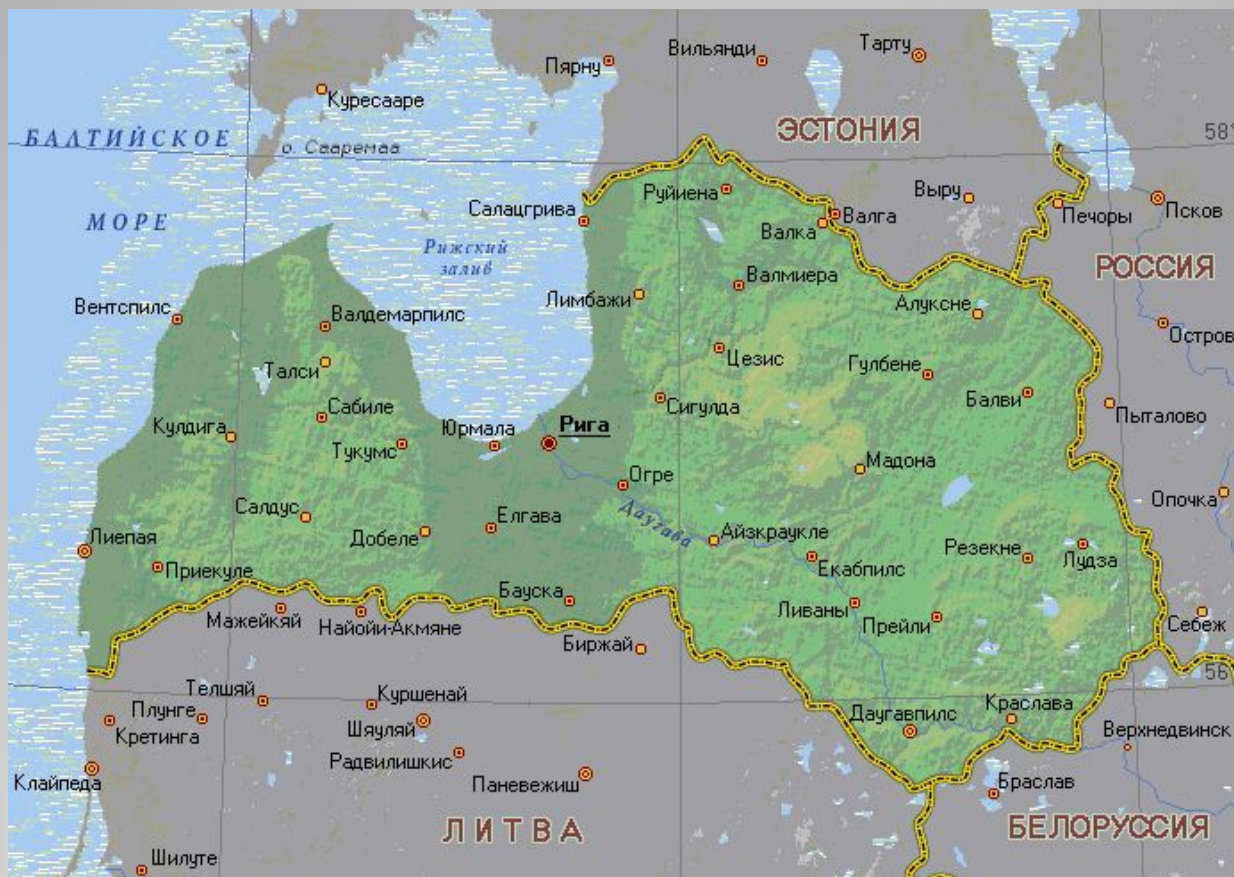 Вильянди
Тарту
Пярну
Куресааре
ЭСТОНИЯ
58°
БАЛТИЙСКОЕ
о. Сааремаа
МОРЕ
Руйиена
Выру
Печоры
Псков
Салацгрива
Валга
Валка
Рижский
залив
РОССИЯ
Валмиера
Лимбажи
Вентспилс
Алуксне
Валдемарпилс
Остров
Цезис
Гулбене
Талси
Балви
Сабиле
Сигулда
Пыталово
Кулдига
Юрмала
Рига
Тукумс
Мадона
Огре
Опочка
Салдус
Елгава
Даугава
Лиепая
Добеле
Айзкраукле
Резекне
Лудза
Приекуле
Екабпилс
Бауска
Ливаны
Мажейкяй
Найойи-Акмяне
Прейли
Себеж
Биржай
56
Телшяй
Куршенай
Плунге
Кретинга
Шяуляй
Даугавпилс
Краслава
Верхнедвинск
Радвилишкис
Клайпеда
Паневежиш
Браслав
ЛИТВА
БЕЛОРУССИЯ
Шилуте